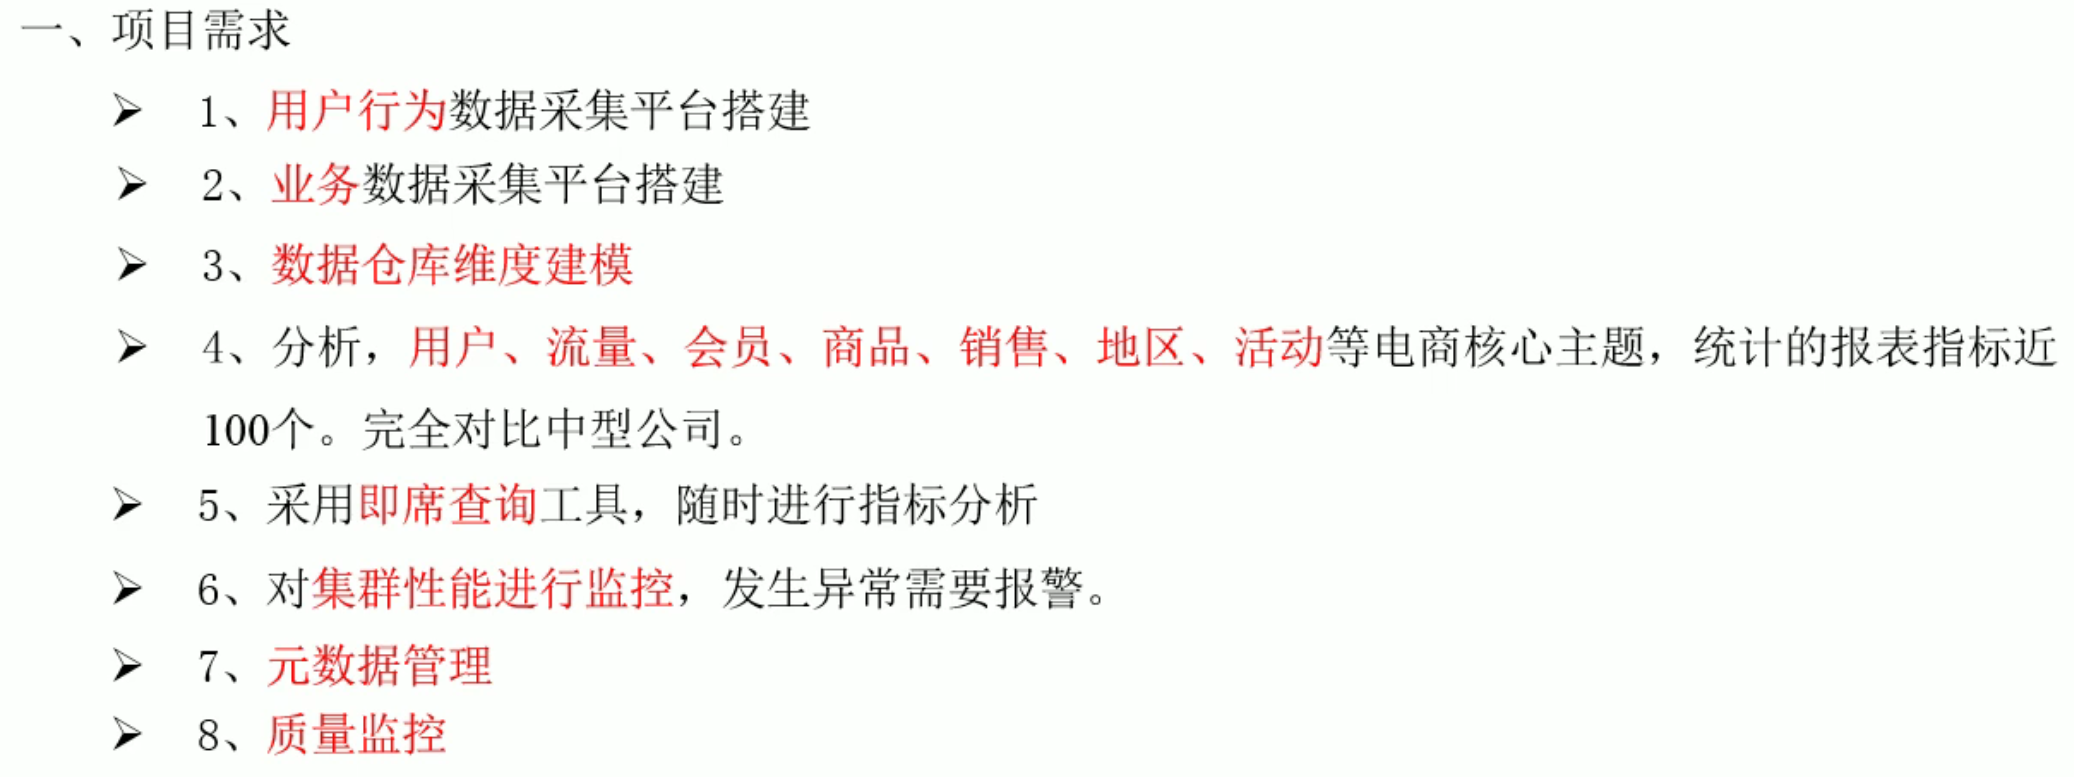 一、项目需求
➢ 1、用户行为数据采集平台搭建
➢ 2、业务数据采集平台搭建
➢ 3、数据仓库维度建模
➢ 4、分析，用户、流量、会员、商品、销售、地区、活动等电商核心主题，统计的报表指标近
100个。完全对比中型公司。
➢ 5、采用即席查询工具，随时进行指标分析
➢ 6、对集群性能进行监控，发生异常需要报警。
➢ 7、元数据管理
➢ 8、质量监控